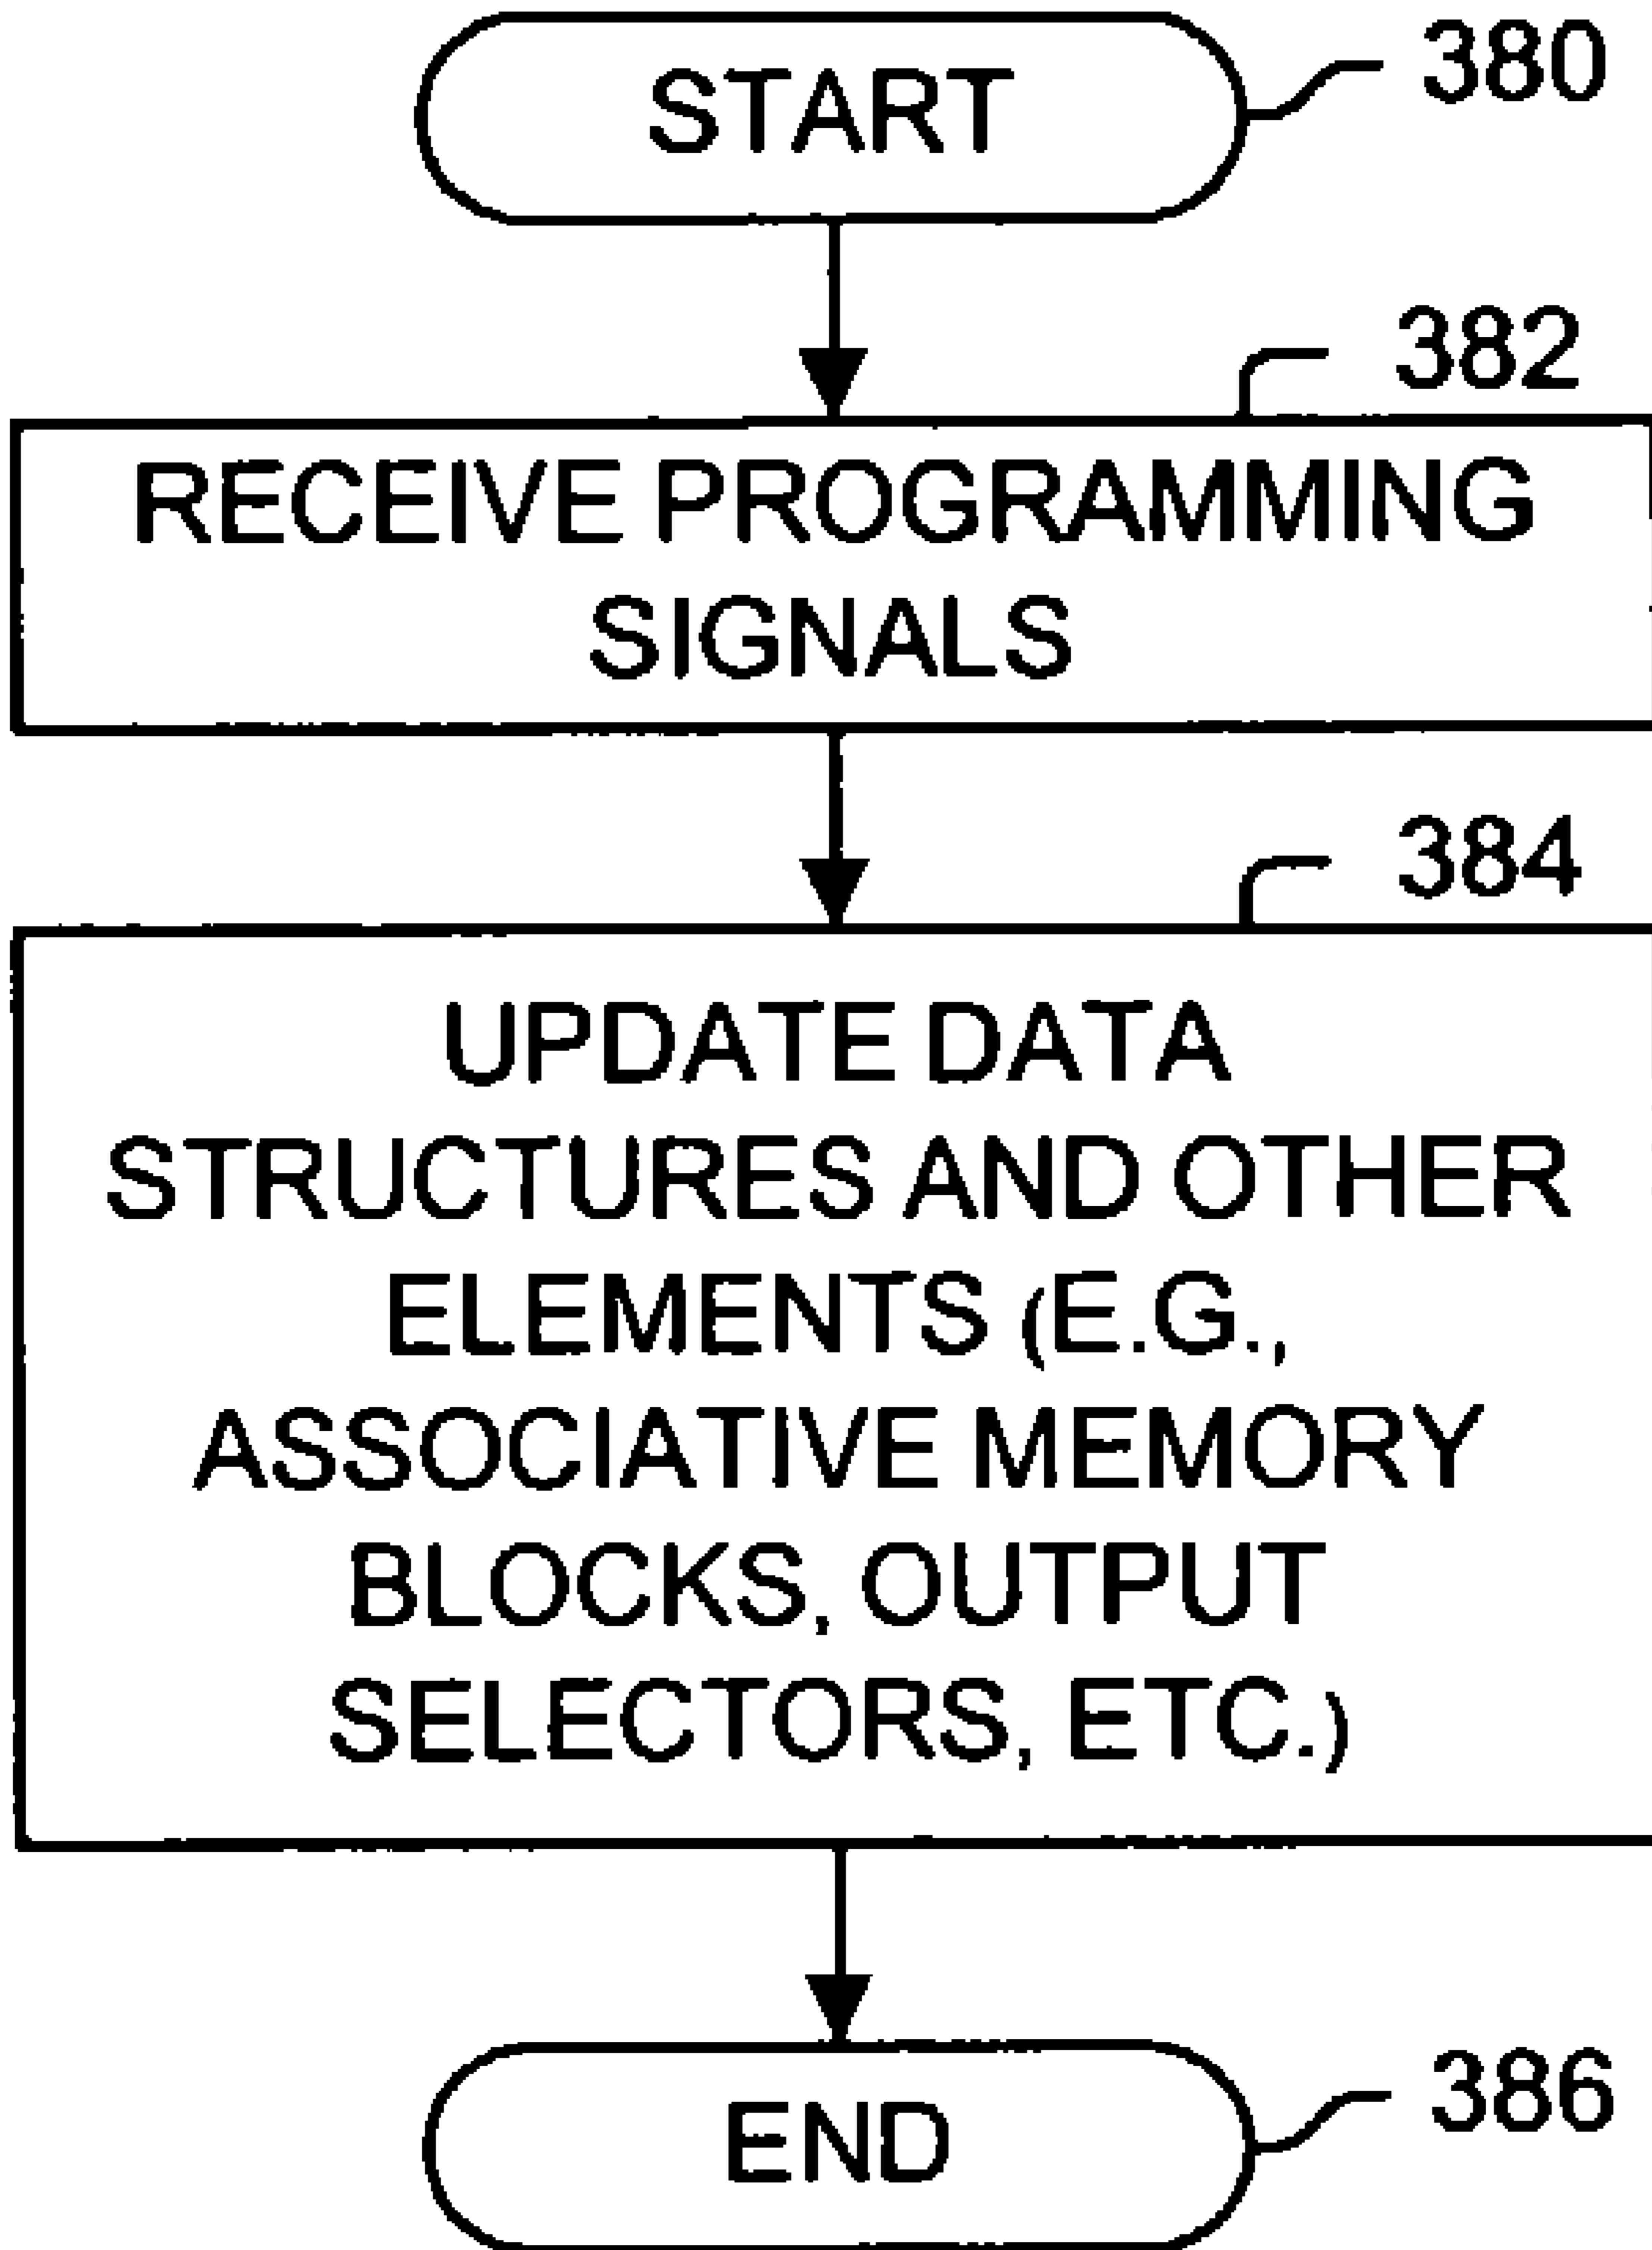 START
380
382
RECEIVE PROGRAMMING
SIGNALS
384
UPDATE DATA
STRUCTURES AND OTHER
ELEMENTS (E.G.,
ASSOCIATIVE MEMORY
BLOCKS, OUTPUT
SELECTORS, ETC.)
END
386